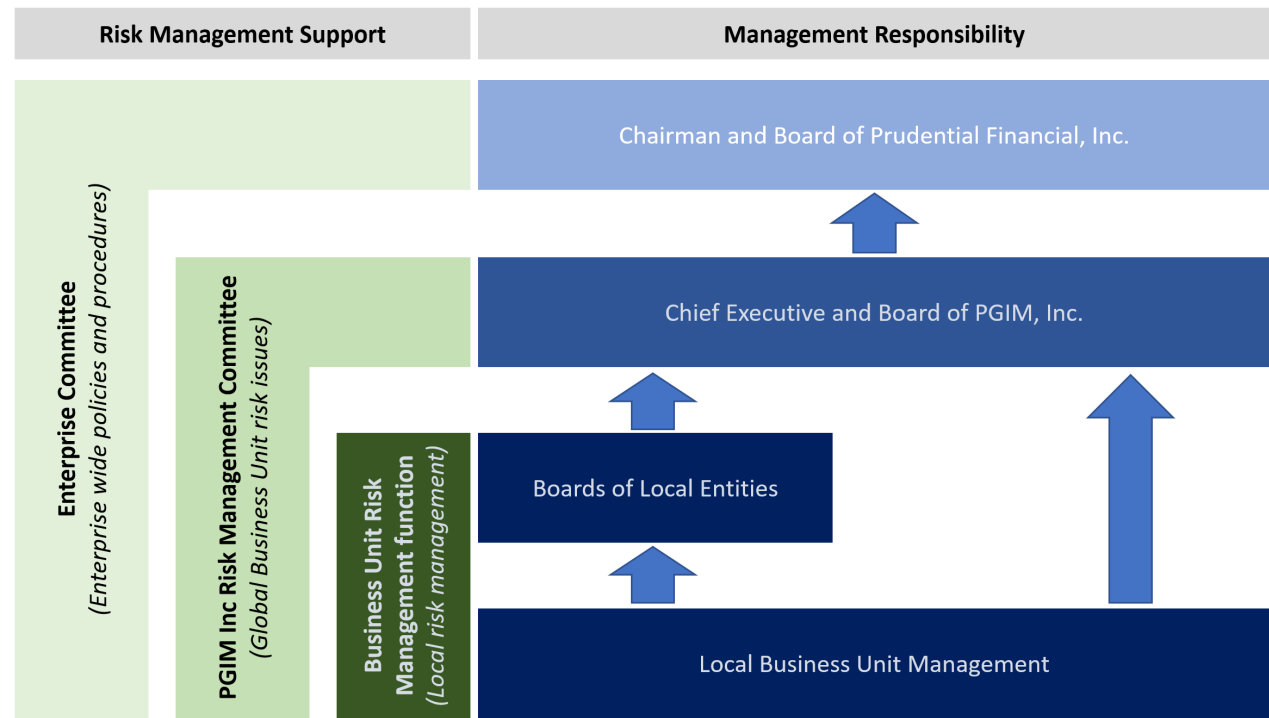 Risk Management Support
Management Responsibility
Enterprise Committee
(Enterprise wide policies and procedures)
PGIM Inc Risk Management Committee
(Global Business Unit risk issues)
Business Unit Risk
Management function
(Local risk management)
Chairman and Board of Prudential Financial, Inc.
Chief Executive and Board of PGIM, Inc.
Boards of Local Entities
Local Business Unit Management